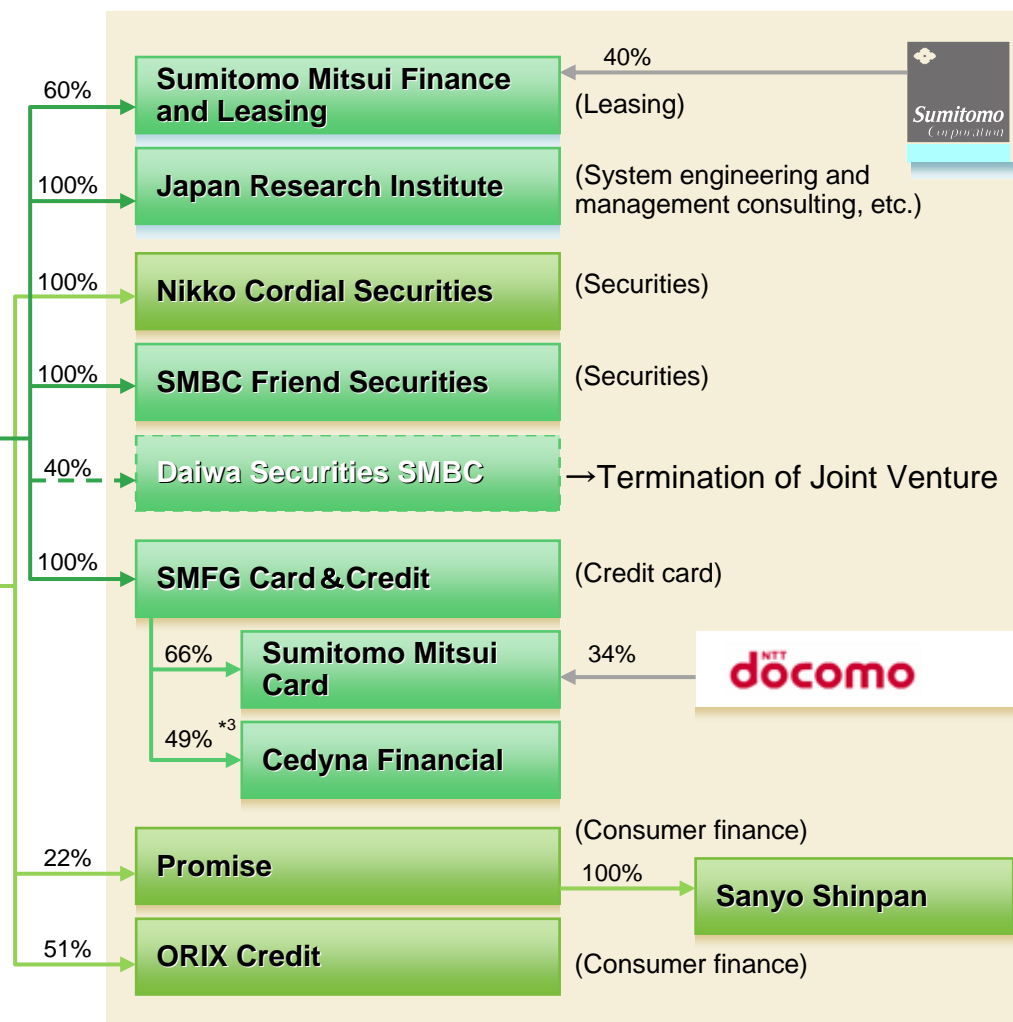 60%
Sumitomo Mitsui Finance
and Leasing
40%
(Leasing)
Sumitomo
Corporation
100%
Japan Research Institute
(System engineering and
management consulting, etc.)
100%
Nikko Cordial Securities
(Securities)
100%
SMBC Friend Securities
(Securities)
40%
Daiwa Securities SMBC
→Termination of Joint Venture
100%
SMFG Card&Credit
(Credit card)
66%
Sumitomo Mitsui
Card
34%
NTT
docomo
49% *3
Cedyna Financial
22%
Promise
(Consumer finance)
100%
Sanyo Shinpan
51%
ORIX Credit
(Consumer finance)